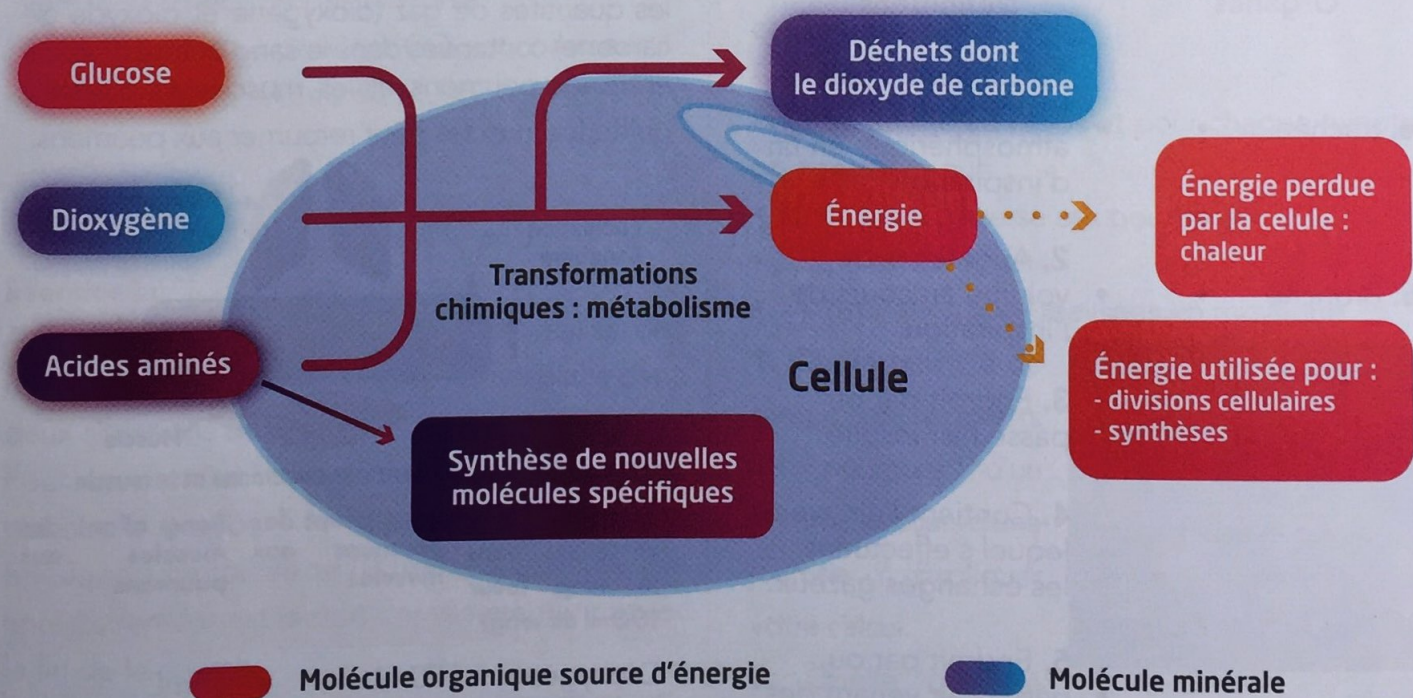 Glucose
Dioxygène
Acides aminés
Déchets dont
le dioxyde de carbone
Énergie
Énergie perdue
par la celule :
chaleur
Énergie utilisée pour :
- divisions cellulaires
- synthèses
Transformations
chimiques : métabolisme
Cellule
Synthèse de nouvelles
molécules spécifiques
Molécule organique source d'énergie
Molécule minérale